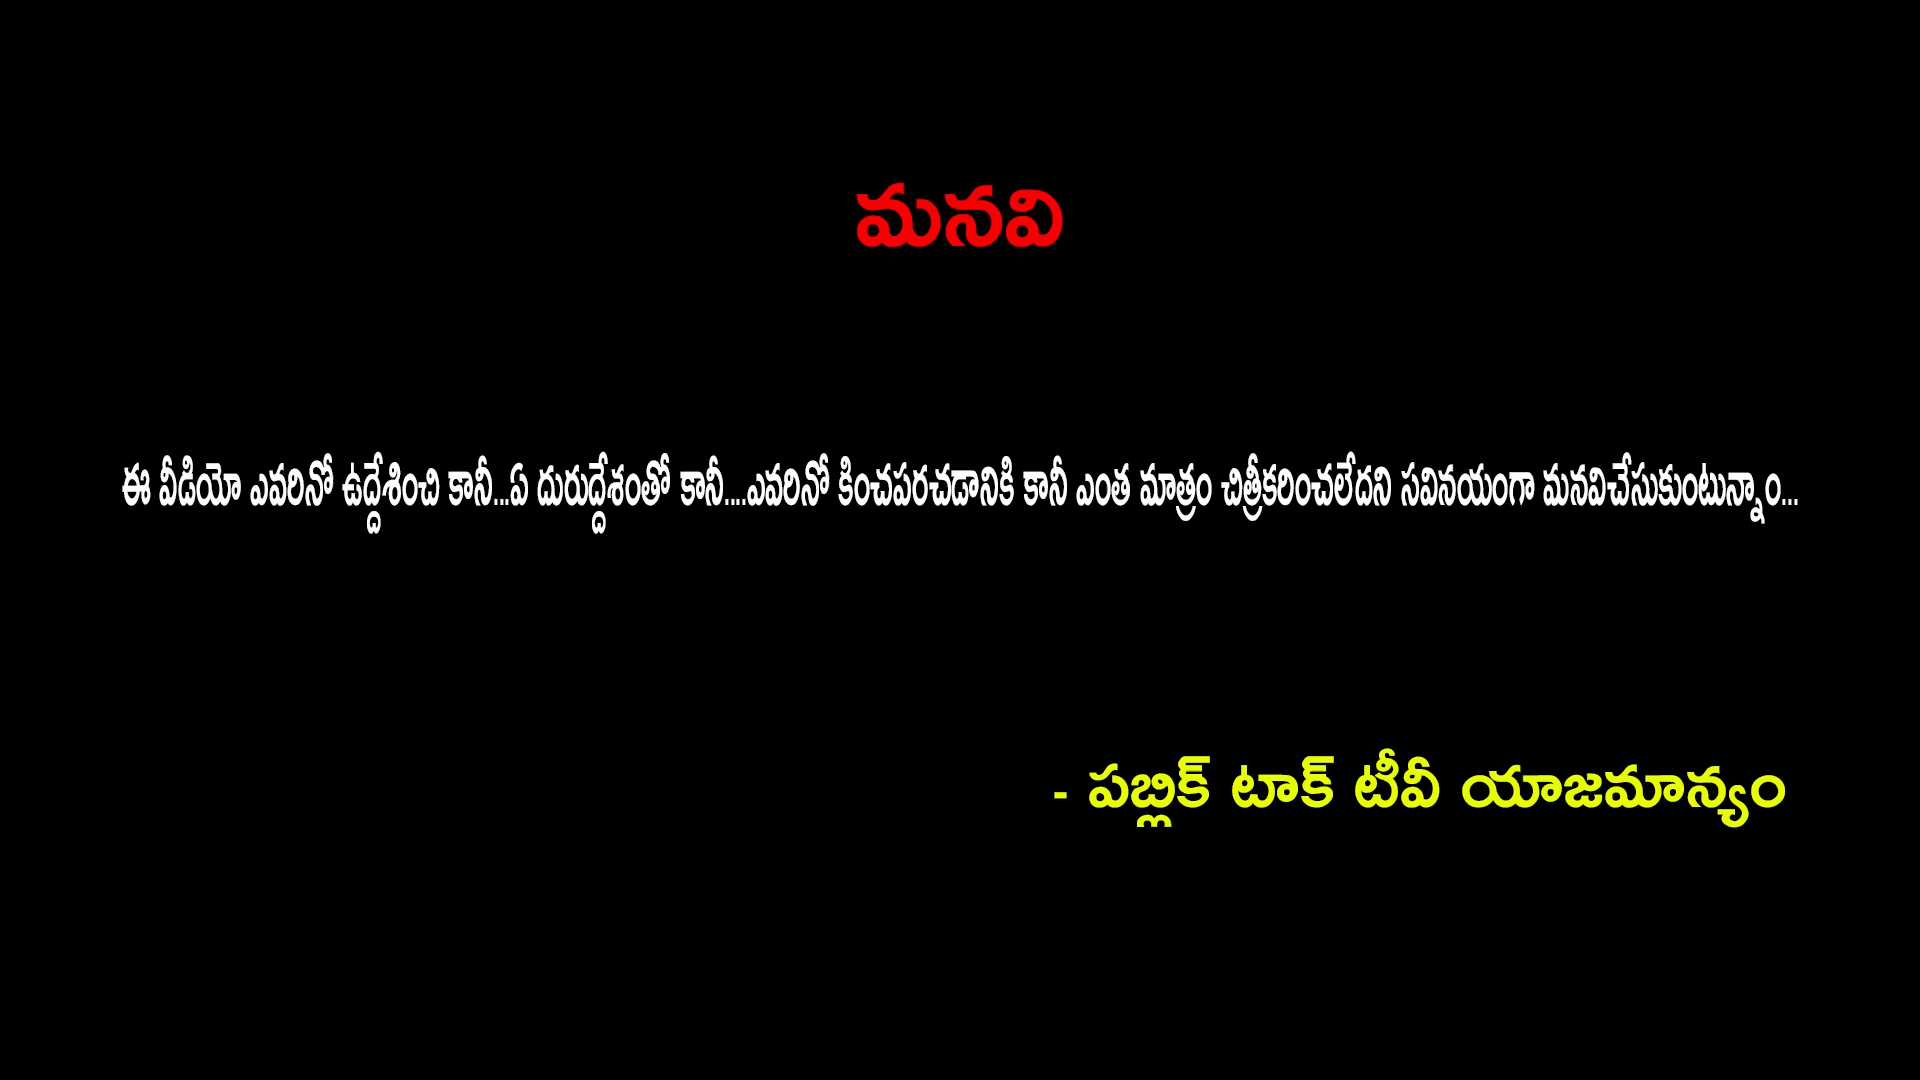 మనవి
ఈ వీడియో ఎవరినో ఉద్దేశించి కానీ...ఏ దురుద్దేశంతో కానీ....ఎవరినో కించపరచడానికి కానీ ఎంత మాత్రం చిత్రీకరించలేదని సవినయంగా మనవిచేసుకుంటున్నాం...
- పబ్లిక్ టాక్ టీవీ యాజమాన్యం